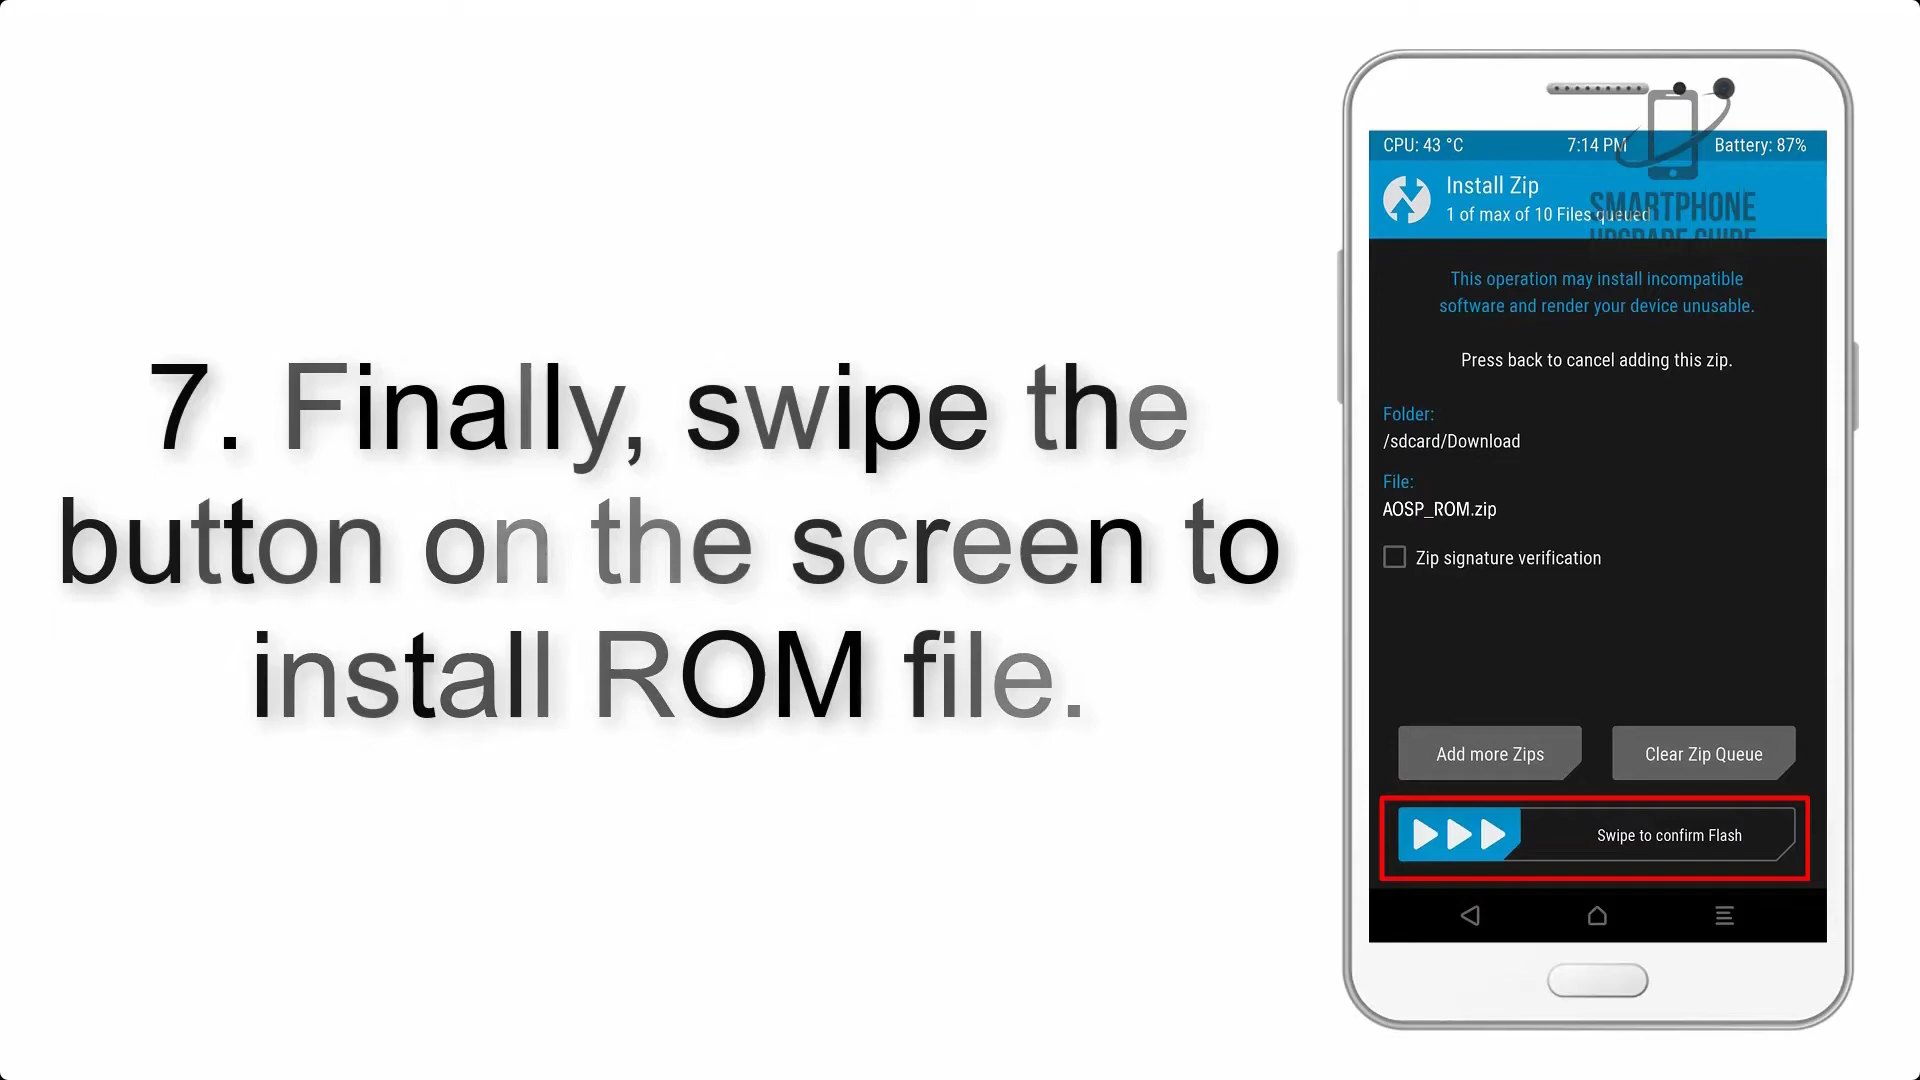 7. Finally, swipe the
button on the screen to
install ROM file.
CPU: 43 °C 7:14 PM Battery: 87%
Install Zip
1 of max of 10 Files queued
SMARTPHONE
UPGRADE GUIDE
This operation may install incompatible
software and render your device unusable.
Press back to cancel adding this zip.
Folder:
/sdcard/Download
File:
AOSP_ROM.zip
Zip signature verification
Add more Zips Clear Zip Queue
Swipe to confirm Flash